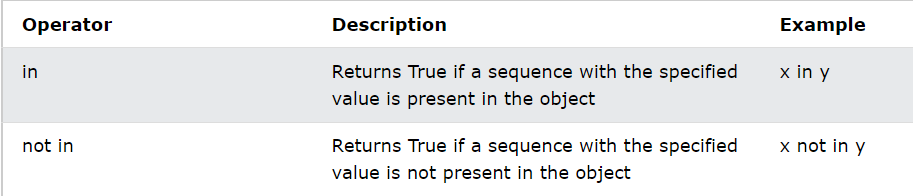 Operator Description Example
in Returns True if a sequence with the specified x in y
value is present in the object
not in Returns True if a sequence with the specified x not in y
value is not present in the object